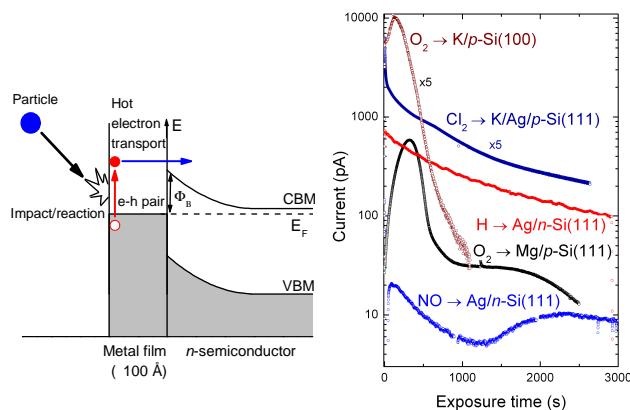 Particle
Hot
electron
transport
E
Φ_B
CBM
e-h pair
Impact/reaction
E_F
VBM
Metal film
( 100 Å)
n-semiconductor
10000
1000
100
10
Current (pA)
O₂ → K/p-Si(100)
x5
Cl₂ → K/Ag/p-Si(111)
x5
H → Ag/n-Si(111)
O₂ → Mg/p-Si(111)
NO → Ag/n-Si(111)
0
1000
2000
3000
Exposure time (s)